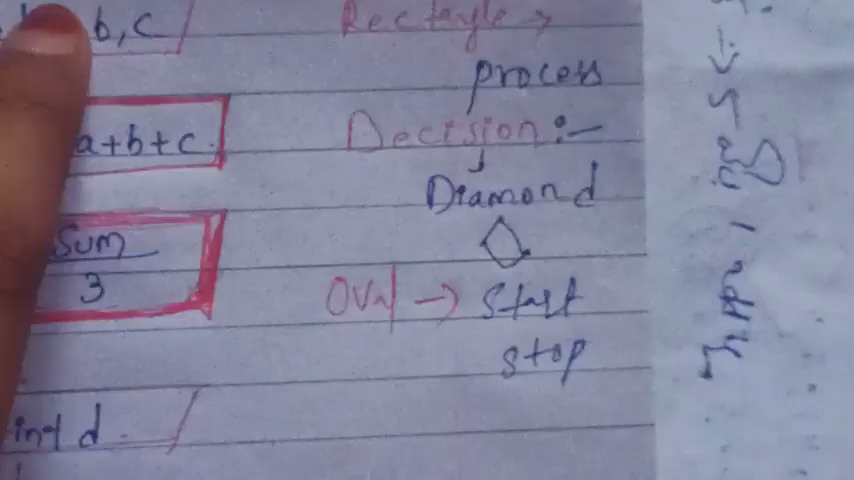 b, c
a+b+c.
Sum
3
d.
Rectangle →
process
Decision :-
Diamond
Oval → start
stop